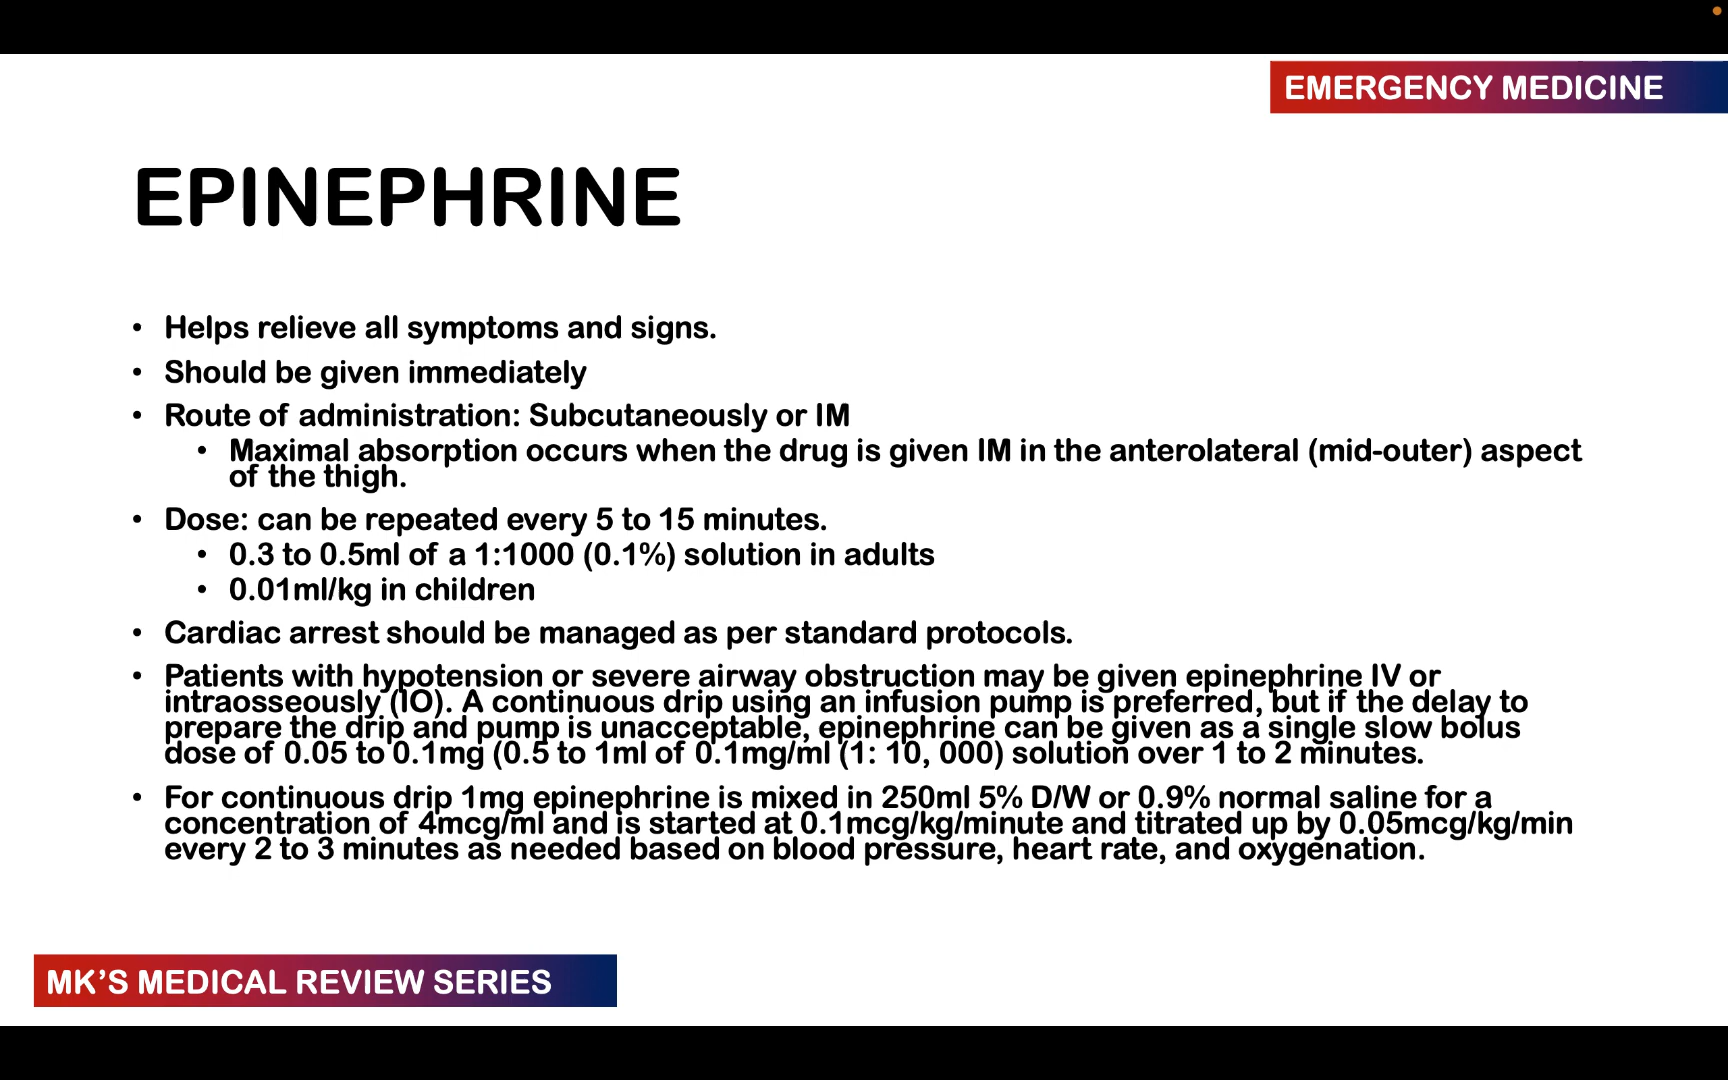 EMERGENCY MEDICINE
EPINEPHRINE
• Helps relieve all symptoms and signs.
• Should be given immediately
• Route of administration: Subcutaneously or IM
• Maximal absorption occurs when the drug is given IM in the anterolateral (mid-outer) aspect
of the thigh.
• Dose: can be repeated every 5 to 15 minutes.
• 0.3 to 0.5ml of a 1:1000 (0.1%) solution in adults
• 0.01ml/kg in children
• Cardiac arrest should be managed as per standard protocols.
• Patients with hypotension or severe airway obstruction may be given epinephrine IV or
intraosseously (IO). A continuous drip using an infusion pump is preferred, but if the delay to
prepare the drip and pump is unacceptable, epinephrine can be given as a single slow bolus
dose of 0.05 to 0.1mg (0.5 to 1ml of 0.1mg/ml (1: 10, 000) solution over 1 to 2 minutes.
• For continuous drip 1mg epinephrine is mixed in 250ml 5% D/W or 0.9% normal saline for a
concentration of 4mcg/ml and is started at 0.1mcg/kg/minute and titrated up by 0.05mcg/kg/min
every 2 to 3 minutes as needed based on blood pressure, heart rate, and oxygenation.
MK'S MEDICAL REVIEW SERIES